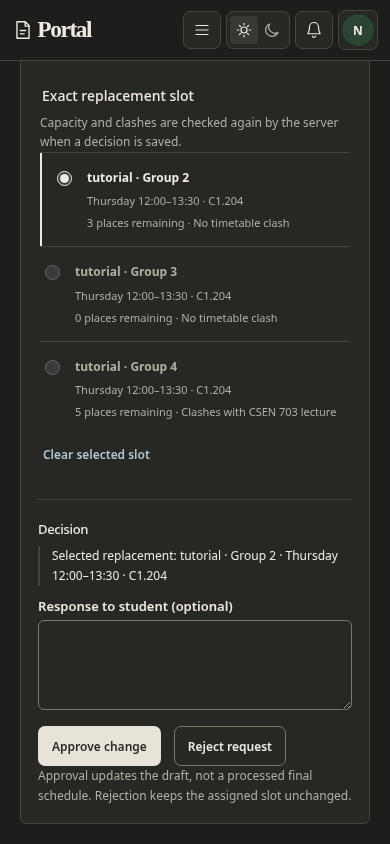 Portal
N
Exact replacement slot
Capacity and clashes are checked again by the server
when a decision is saved.
tutorial · Group 2
Thursday 12:00–13:30 · C1.204
3 places remaining · No timetable clash
tutorial · Group 3
Thursday 12:00–13:30 · C1.204
0 places remaining · No timetable clash
tutorial · Group 4
Thursday 12:00–13:30 · C1.204
5 places remaining · Clashes with CSEN 703 lecture
Clear selected slot
Decision
Selected replacement: tutorial · Group 2 · Thursday
12:00–13:30 · C1.204
Response to student (optional)
Approve change
Reject request
Approval updates the draft, not a processed final
schedule. Rejection keeps the assigned slot unchanged.